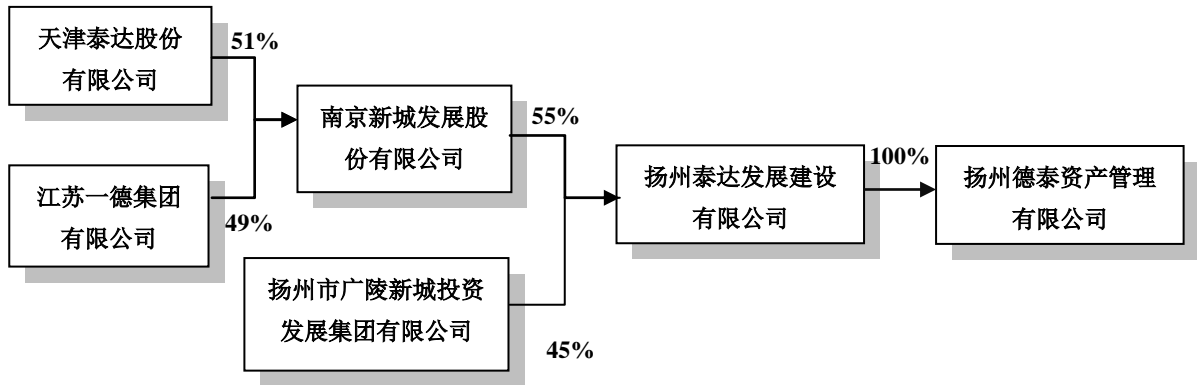 天津泰达股份
有限公司
51%
江苏一德集团
有限公司
49%
南京新城发展股
份有限公司
55%
扬州市广陵新城投资
发展集团有限公司
45%
扬州泰达发展建设
有限公司
100%
扬州德泰资产管理
有限公司